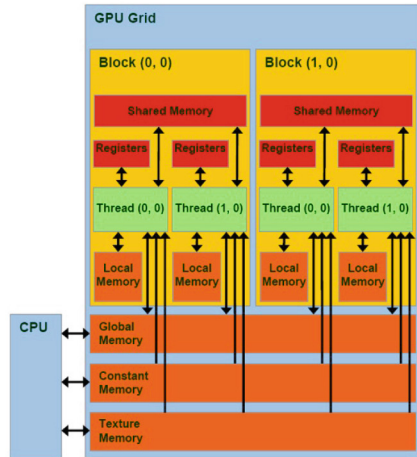 GPU Grid
Block (0, 0)
Block (1, 0)
Shared Memory
Shared Memory
Registers
Registers
Registers
Registers
Thread (0, 0)
Thread (1, 0)
Thread (0, 0)
Thread (1, 0)
Local
Memory
Local
Memory
Local
Memory
Local
Memory
CPU
Global
Memory
Constant
Memory
Texture
Memory